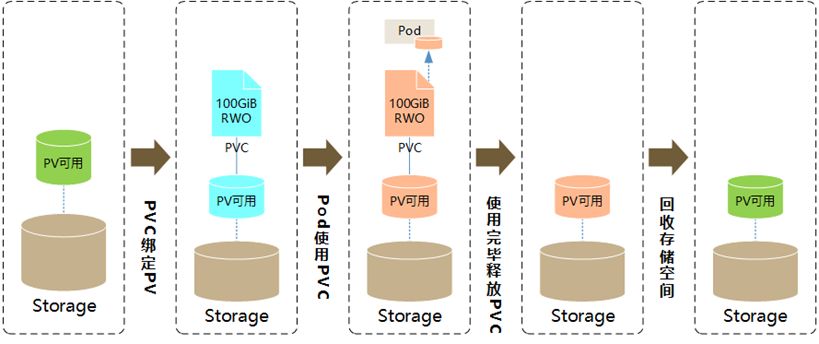 PV可用
Storage
PVC绑定PV
100GiB
RWO
PVC
PV可用
Storage
Pod使用PVC
Pod
100GiB
RWO
PVC
PV可用
Storage
使用完毕释放PVC
PV可用
Storage
回收存储空间
PV可用
Storage